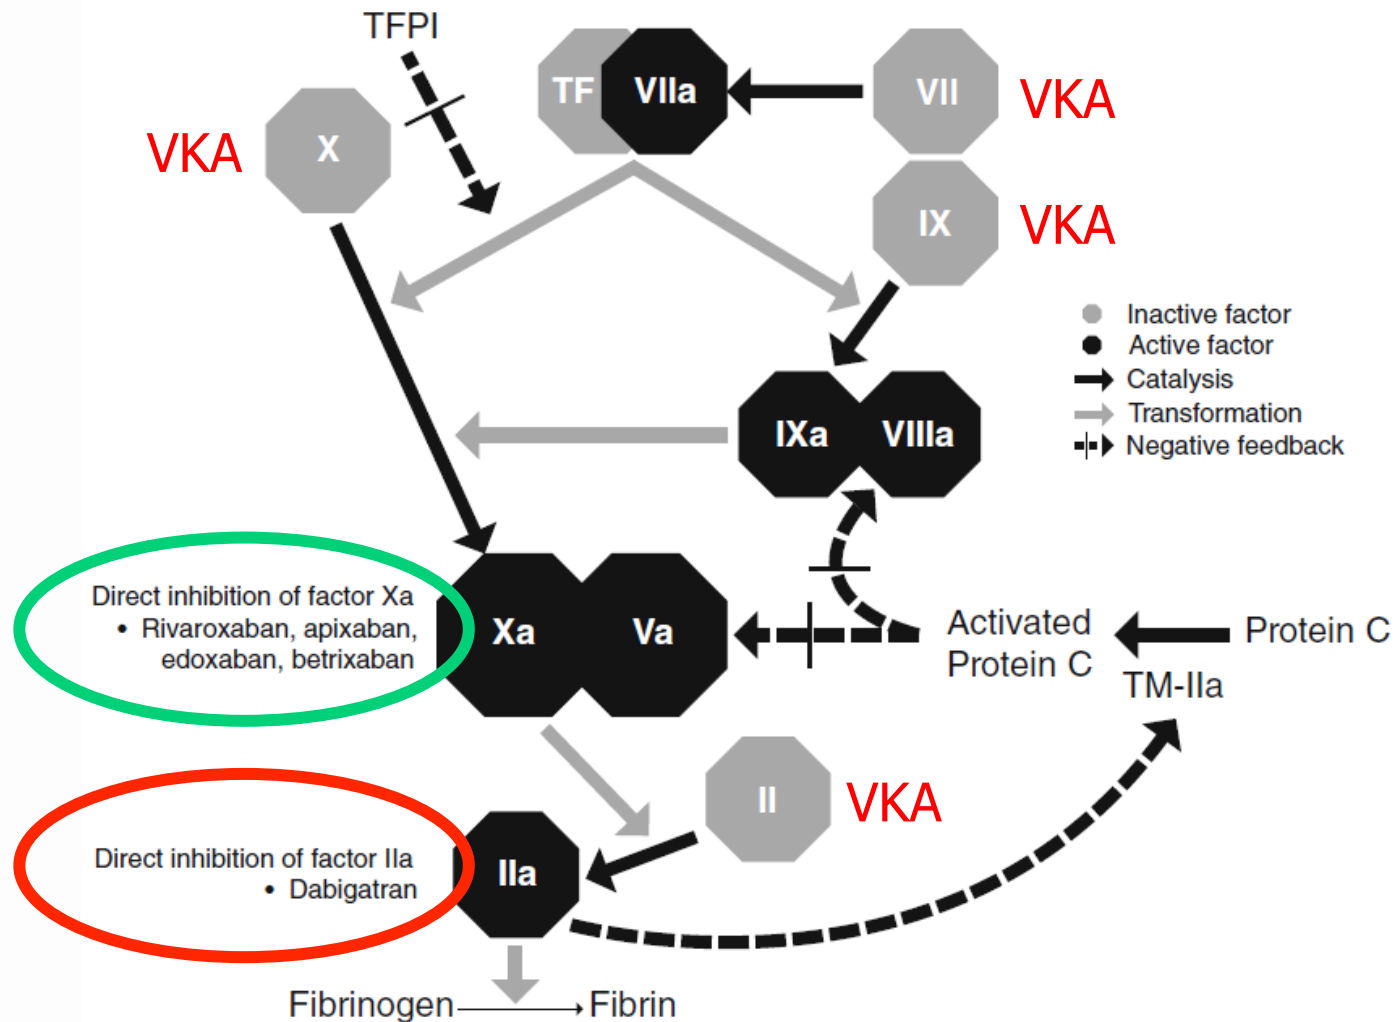 TFPI
TF
VIIa
VII
VKA
VKA
X
IX
VKA
Inactive factor
Active factor
Catalysis
Transformation
Negative feedback
IXa
VIIIa
Direct inhibition of factor Xa
• Rivaroxaban, apixaban,
edoxaban, betrixaban
Xa
Va
Activated
Protein C
Protein C
TM-IIa
II
VKA
Direct inhibition of factor IIa
• Dabigatran
IIa
Fibrinogen
Fibrin